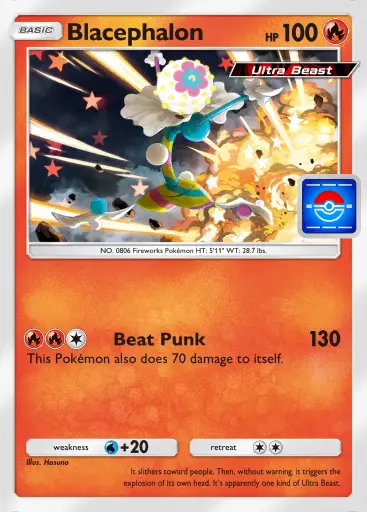 BASIC Blacephalon HP 100
Ultra Beast
NO. 0806 Fireworks Pokémon HT: 5'11" WT: 28.7 lbs.
Beat Punk 130
This Pokémon also does 70 damage to itself.
weakness +20 retreat
Illus. Hasuno
It slithers toward people. Then, without warning, it triggers the
explosion of its own head. It's apparently one kind of Ultra Beast.